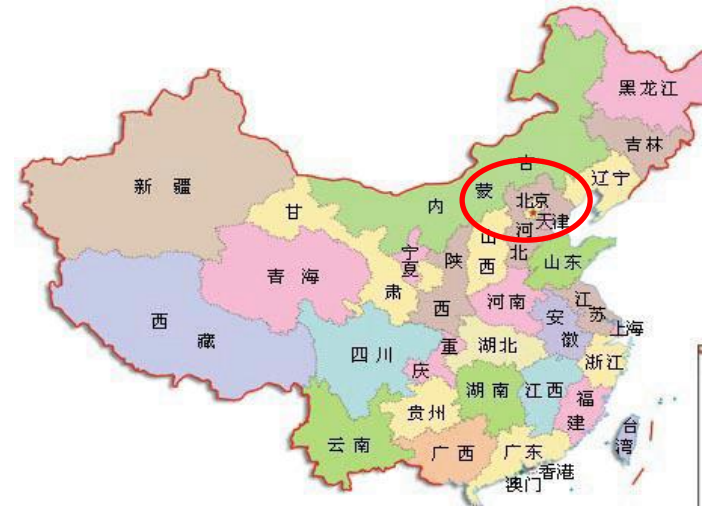 黑龙江
吉林
辽宁
新疆
内蒙古
甘肃
北京
天津
河北
山西
宁夏
陕西
青海
山东
西藏
河南
江苏
安徽
上海
四川
重庆
湖北
浙江
湖南
江西
贵州
福建
云南
广西
广东
台湾
香港
澳门